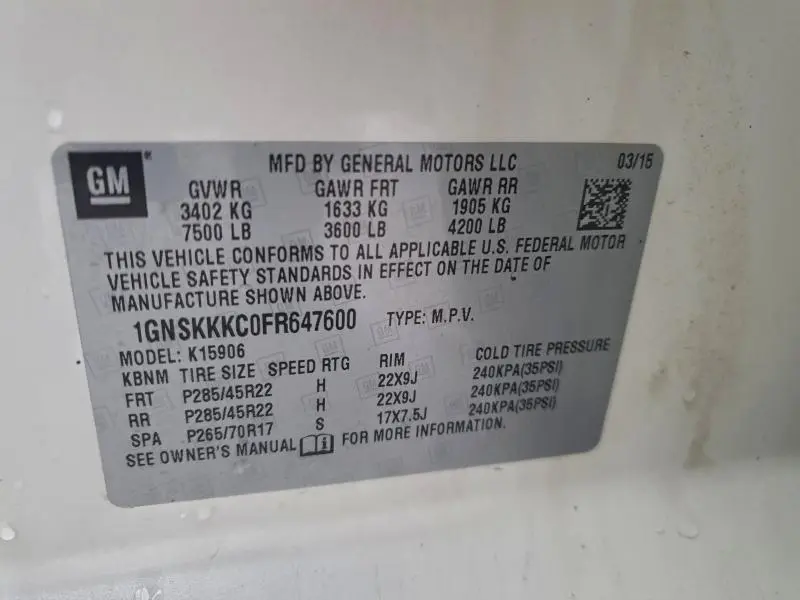 GM MFD BY GENERAL MOTORS LLC 03/15
GVWR GAWR FRT GAWR RR
3402 KG 1633 KG 1905 KG
7500 LB 3600 LB 4200 LB
THIS VEHICLE CONFORMS TO ALL APPLICABLE U.S. FEDERAL MOTOR
VEHICLE SAFETY STANDARDS IN EFFECT ON THE DATE OF
MANUFACTURE SHOWN ABOVE.
1GNSKKKC0FR647600 TYPE: M.P.V.
MODEL: K15906
KBNM TIRE SIZE SPEED RTG RIM COLD TIRE PRESSURE
FRT P285/45R22 H 22X9J 240KPA(35PSI)
RR P285/45R22 H 22X9J 240KPA(35PSI)
SPA P265/70R17 S 17X7.5J 240KPA(35PSI)
SEE OWNER'S MANUAL FOR MORE INFORMATION.